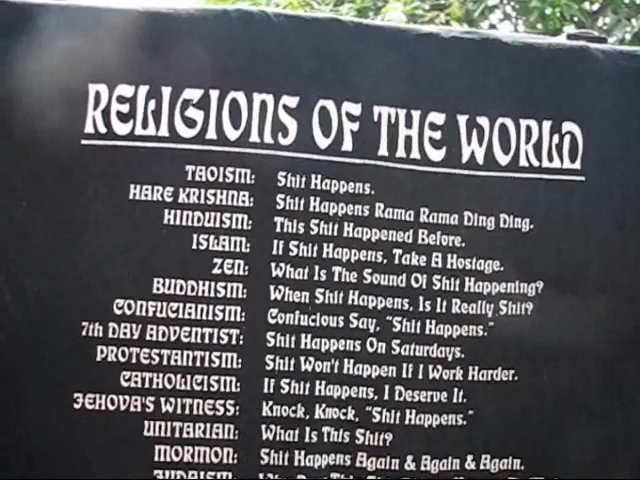 RELIGIONS OF THE WORLD
TAOISM: Shit Happens.
HARE KRISHNA: Shit Happens Rama Rama Ding Ding.
HINDUISM: This Shit Happened Before.
ISLAM: If Shit Happens, Take A Hostage.
ZEN: What Is The Sound Of Shit Happening?
BUDDHISM: When Shit Happens, Is It Really Shit?
CONFUCIANISM: Confucious Say, "Shit Happens."
7th DAY ADVENTIST: Shit Happens On Saturdays.
PROTESTANTISM: Shit Won't Happen If I Work Harder.
CATHOLICISM: If Shit Happens, I Deserve It.
JEHOVA'S WITNESS: Knock, Knock, "Shit Happens."
UNITARIAN: What Is This Shit?
MORMON: Shit Happens Again & Again & Again.
JUDAISM: